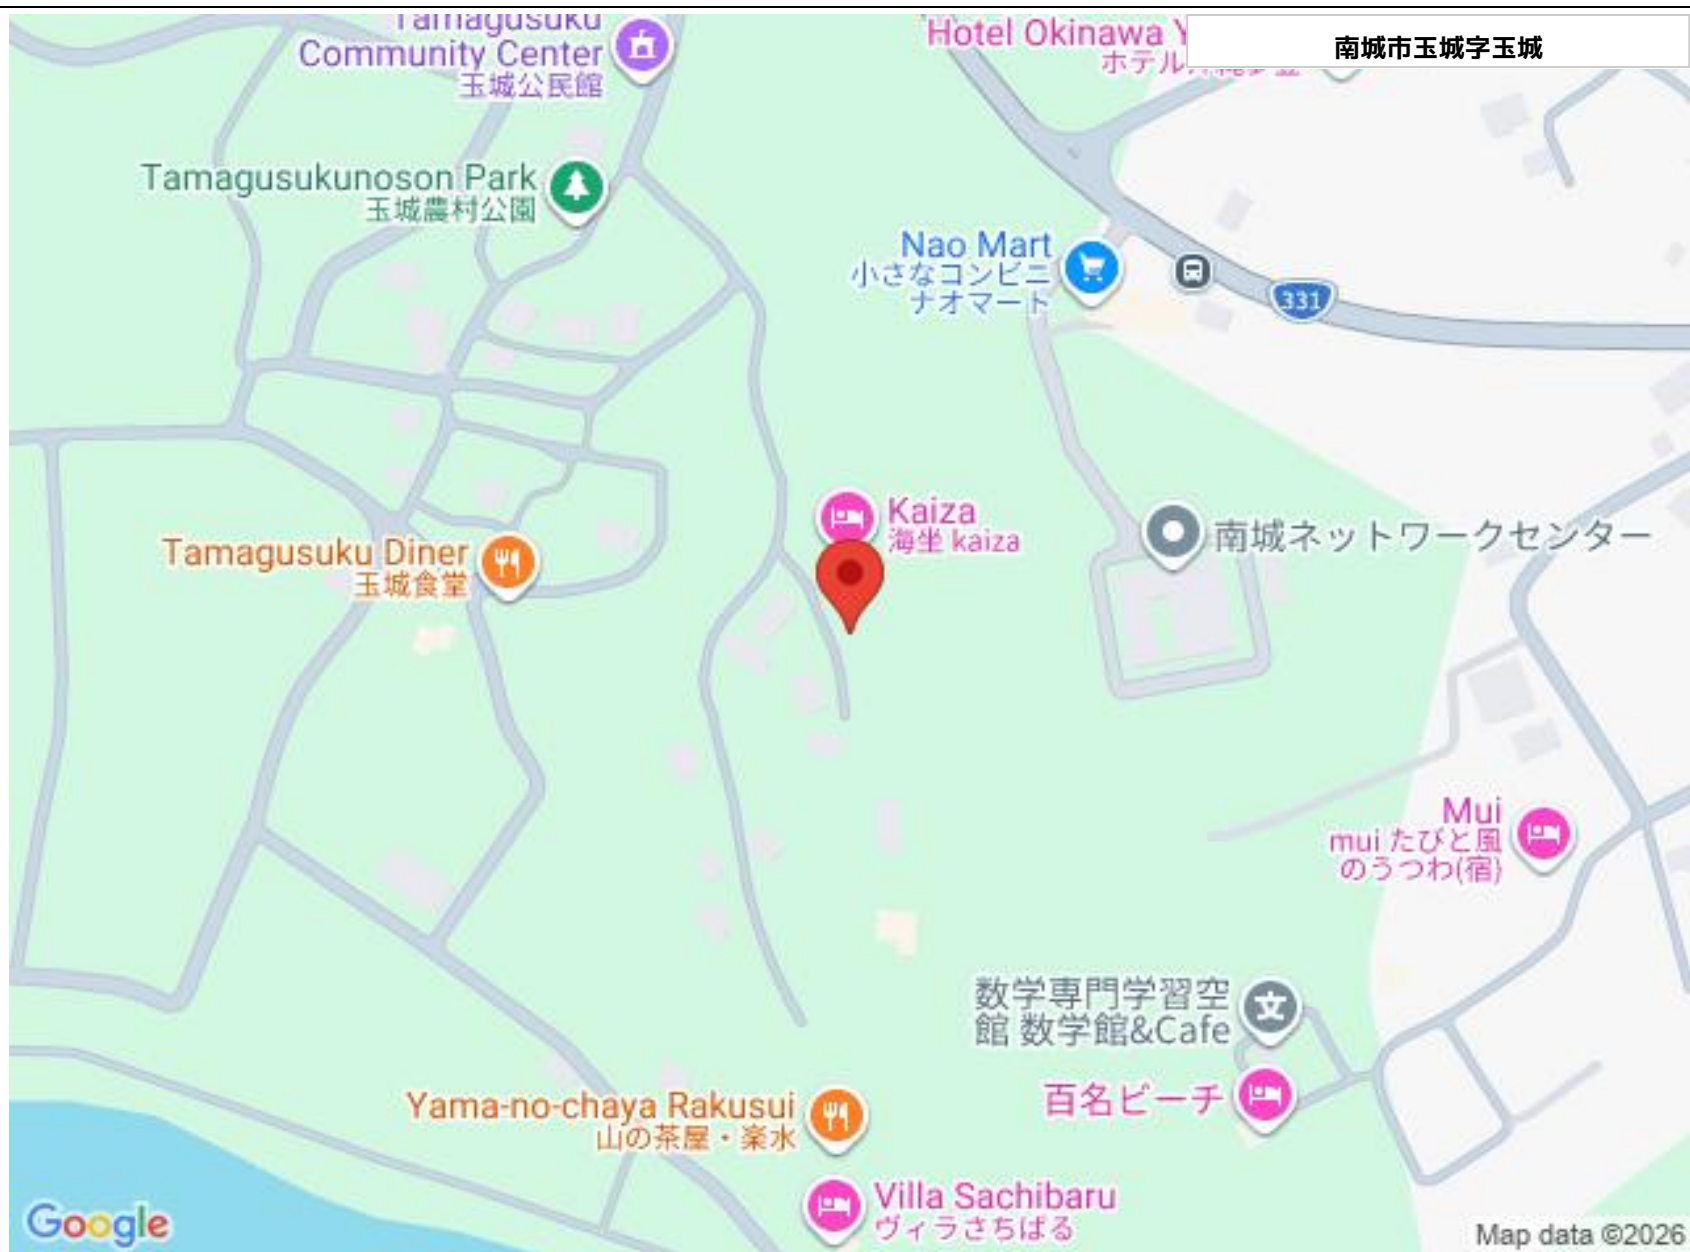 Tamagusuku
Community Center
玉城公民館
Hotel Okinawa Y
ホテル
南城市玉城字玉城
Tamagusukunoson Park
玉城農村公園
Nao Mart
小さなコンビニ
ナオマート
331
Kaiza
海坐 kaiza
南城ネットワークセンター
Tamagusuku Diner
玉城食堂
Mui
mui たびと風
のうつわ(宿)
数学専門学習空
館 数学館&Cafe
文
百名ビーチ
Yama-no-chaya Rakusui
山の茶屋・楽水
Villa Sachibaru
ヴィラさちばる
Google
Map data ©2026